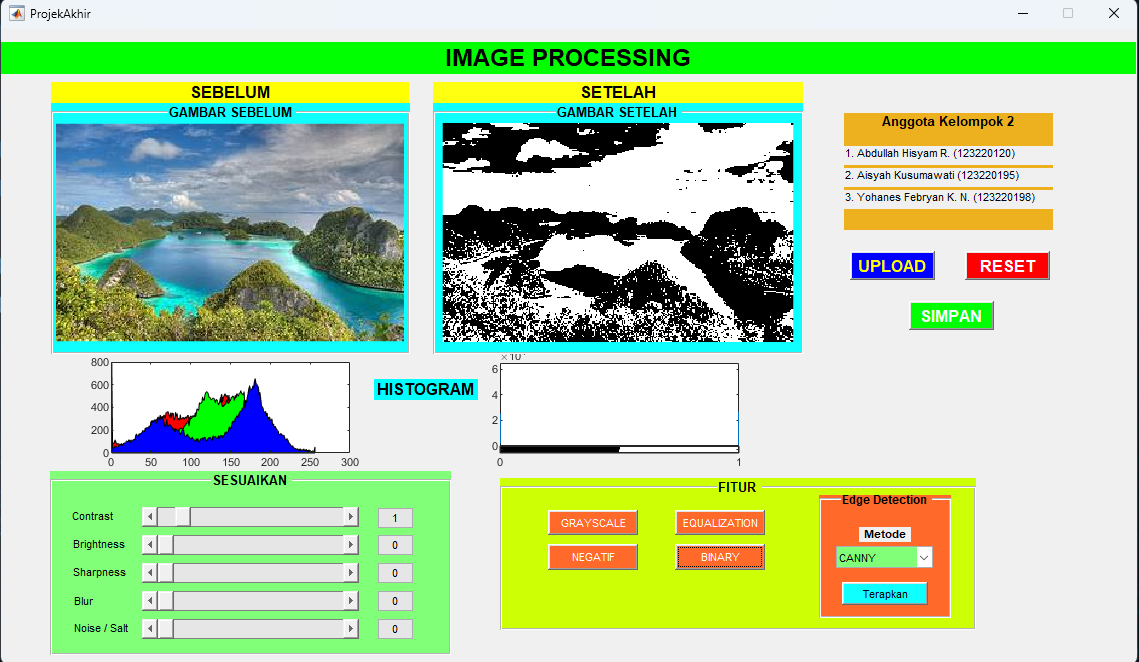 ProjekAkhir
IMAGE PROCESSING
SEBELUM
SETELAH
GAMBAR SEBELUM
GAMBAR SETELAH
Anggota Kelompok 2
1. Abdullah Hisyam R. (123220120)
2. Aisyah Kusumawati (123220195)
3. Yohanes Febryan K. N. (123220198)
UPLOAD
RESET
SIMPAN
800
600
400
200
0
0 50 100 150 200 250 300
HISTOGRAM
6
4
2
0
0 1
SESUAIKAN
Contrast 1
Brightness 0
Sharpness 0
Blur 0
Noise / Salt 0
FITUR
GRAYSCALE
EQUALIZATION
NEGATIF
BINARY
Edge Detection
Metode
CANNY
Terapkan